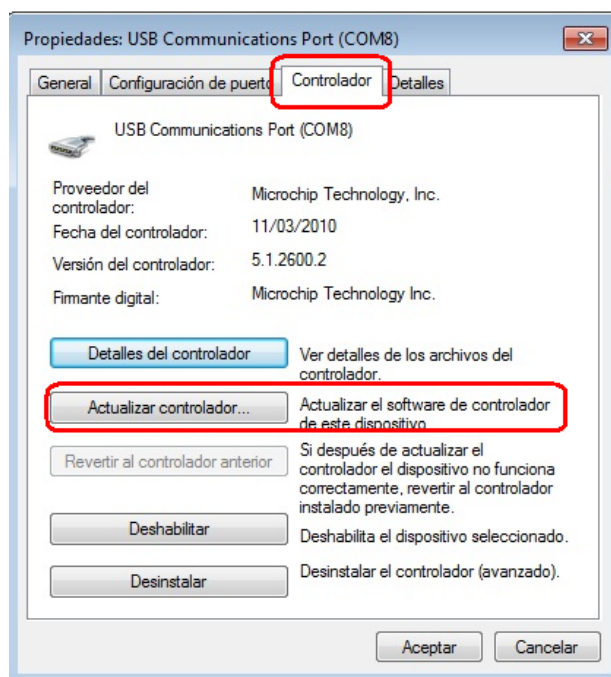 Propiedades: USB Communications Port (COM8)
General Configuración de puerto Controlador Detalles
USB Communications Port (COM8)
Proveedor del
controlador:
Microchip Technology, Inc.
Fecha del controlador: 11/03/2010
Versión del controlador: 5.1.2600.2
Firmante digital: Microchip Technology Inc.
Detalles del controlador
Ver detalles de los archivos del
controlador.
Actualizar controlador...
Actualizar el software de controlador
de este dispositivo
Revertir al controlador anterior
Si después de actualizar el
controlador el dispositivo no funciona
correctamente, revertir al controlador
instalado previamente.
Deshabilitar
Deshabilita el dispositivo seleccionado.
Desinstalar
Desinstalar el controlador (avanzado).
Aceptar Cancelar